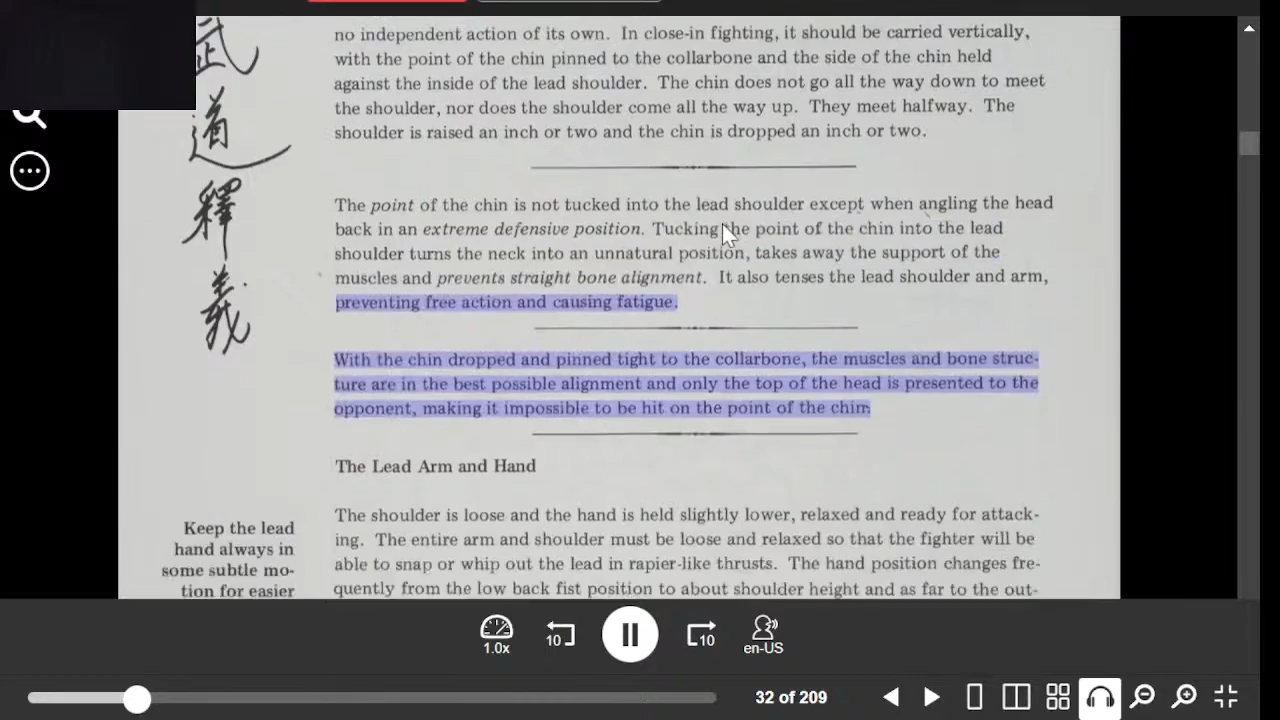 武
道
釋
義
no independent action of its own. In close-in fighting, it should be carried vertically,
with the point of the chin pinned to the collarbone and the side of the chin held
against the inside of the lead shoulder. The chin does not go all the way down to meet
the shoulder, nor does the shoulder come all the way up. They meet halfway. The
shoulder is raised an inch or two and the chin is dropped an inch or two.
The point of the chin is not tucked into the lead shoulder except when angling the head
back in an extreme defensive position. Tucking the point of the chin into the lead
shoulder turns the neck into an unnatural position, takes away the support of the
muscles and prevents straight bone alignment. It also tenses the lead shoulder and arm,
preventing free action and causing fatigue.
With the chin dropped and pinned tight to the collarbone, the muscles and bone struc-
ture are in the best possible alignment and only the top of the head is presented to the
opponent, making it impossible to be hit on the point of the chin.
The Lead Arm and Hand
Keep the lead
hand always in
some subtle mo-
tion for easier
The shoulder is loose and the hand is held slightly lower, relaxed and ready for attack-
ing. The entire arm and shoulder must be loose and relaxed so that the fighter will be
able to snap or whip out the lead in rapier-like thrusts. The hand position changes fre-
quently from the low back fist position to about shoulder height and as far to the out-
1.0x
10
10
en-US
32 of 209